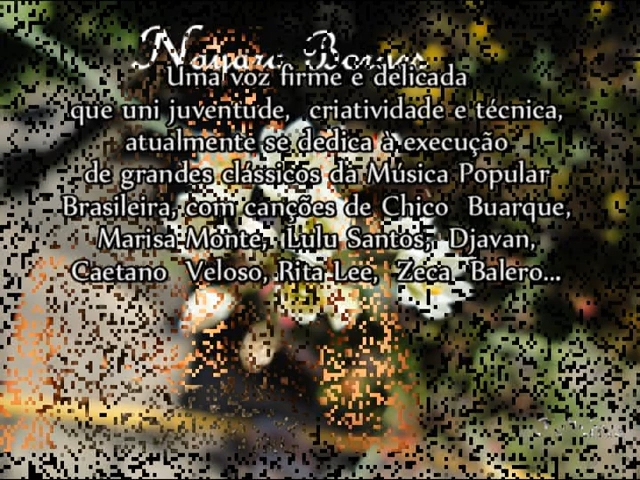 Uma voz firme e delicada
que uni juventude, criatividade e técnica,
atualmente se dedica à execução
de grandes clássicos da Música Popular
Brasileira, com canções de Chico Buarque,
Marisa Monte, Lulu Santos, Djavan,
Caetano Veloso, Rita Lee, Zeca Balero...